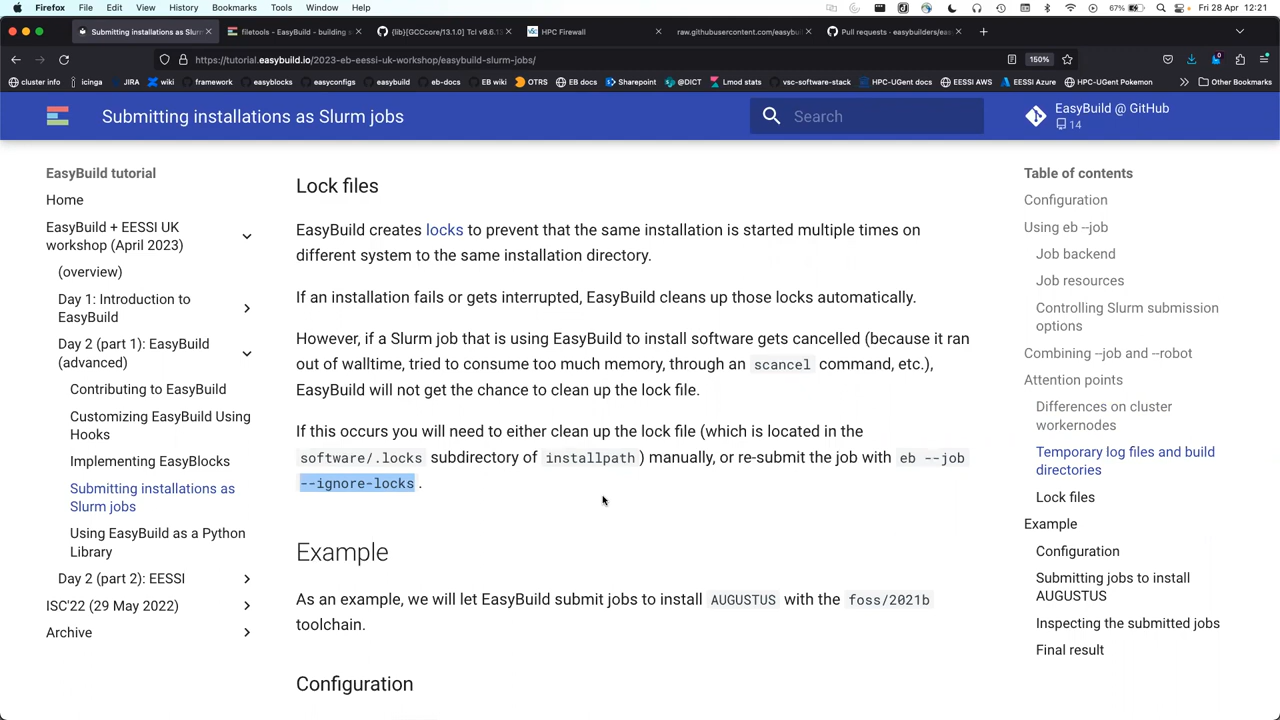 Firefox File Edit View History Bookmarks Tools Window Help
67% Fri 28 Apr 12:21
Submitting installations as Slurm
filetools - EasyBuild - building s
{lib}[GCCcore/13.1.0] Tcl v8.6.13
HPC Firewall
raw.githubusercontent.com/easybui
Pull requests · easybuilders/eas
https://tutorial.easybuild.io/2023-eb-eessi-uk-workshop/easybuild-slurm-jobs/
150%
cluster info icinga JIRA wiki framework easyblocks easyconfigs easybuild eb-docs EB wiki OTRS EB docs Sharepoint @DICT Lmod stats vsc-software-stack HPC-UGent docs EESSI AWS EESSI Azure HPC-UGent Pokemon Other Bookmarks
Submitting installations as Slurm jobs
Search
EasyBuild @ GitHub
14
EasyBuild tutorial
Home
EasyBuild + EESSI UK
workshop (April 2023)
(overview)
Day 1: Introduction to
EasyBuild
Day 2 (part 1): EasyBuild
(advanced)
Contributing to EasyBuild
Customizing EasyBuild Using
Hooks
Implementing EasyBlocks
Submitting installations as
Slurm jobs
Using EasyBuild as a Python
Library
Day 2 (part 2): EESSI
ISC'22 (29 May 2022)
Archive
Lock files
EasyBuild creates locks to prevent that the same installation is started multiple times on
different system to the same installation directory.
If an installation fails or gets interrupted, EasyBuild cleans up those locks automatically.
However, if a Slurm job that is using EasyBuild to install software gets cancelled (because it ran
out of walltime, tried to consume too much memory, through an scancel command, etc.),
EasyBuild will not get the chance to clean up the lock file.
If this occurs you will need to either clean up the lock file (which is located in the
software/.locks subdirectory of installpath ) manually, or re-submit the job with eb --job
--ignore-locks .
Example
As an example, we will let EasyBuild submit jobs to install AUGUSTUS with the foss/2021b
toolchain.
Configuration
Table of contents
Configuration
Using eb --job
Job backend
Job resources
Controlling Slurm submission
options
Combining --job and --robot
Attention points
Differences on cluster
workernodes
Temporary log files and build
directories
Lock files
Example
Configuration
Submitting jobs to install
AUGUSTUS
Inspecting the submitted jobs
Final result